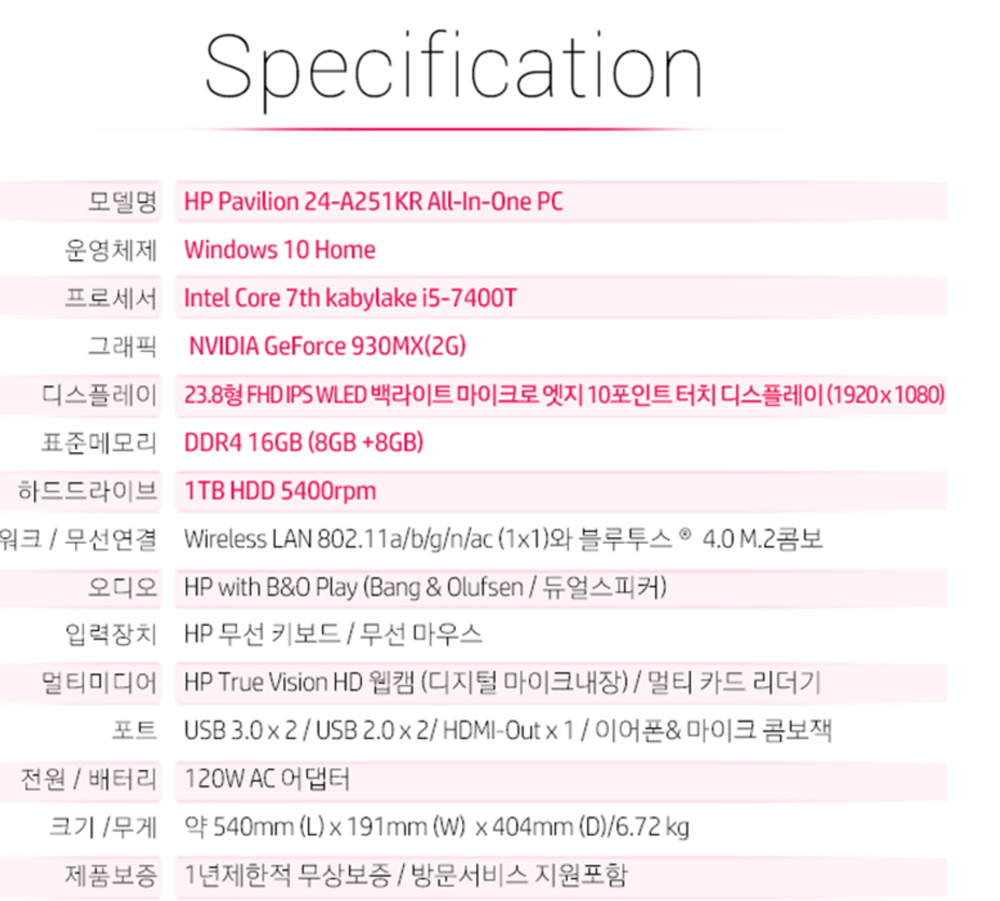 Specification
모델명 HP Pavilion 24-A251KR All-In-One PC
운영체제 Windows 10 Home
프로세서 Intel Core 7th kabylake i5-7400T
그래픽 NVIDIA GeForce 930MX(2G)
디스플레이 23.8형 FHD IPS WLED 백라이트 마이크로 엣지 10포인트 터치 디스플레이 (1920 x 1080)
표준메모리 DDR4 16GB (8GB +8GB)
하드드라이브 1TB HDD 5400rpm
워크 / 무선연결 Wireless LAN 802.11a/b/g/n/ac (1x1)와 블루투스 ® 4.0 M.2콤보
오디오 HP with B&O Play (Bang & Olufsen / 듀얼스피커)
입력장치 HP 무선 키보드 / 무선 마우스
멀티미디어 HP True Vision HD 웹캠 (디지털 마이크내장) / 멀티 카드 리더기
포트 USB 3.0 x 2 / USB 2.0 x 2/ HDMI-Out x 1 / 이어폰& 마이크 콤보잭
전원 / 배터리 120W AC 어댑터
크기 /무게 약 540mm (L) x 191mm (W) x 404mm (D)/6.72 kg
제품보증 1년제한적 무상보증 / 방문서비스 지원포함